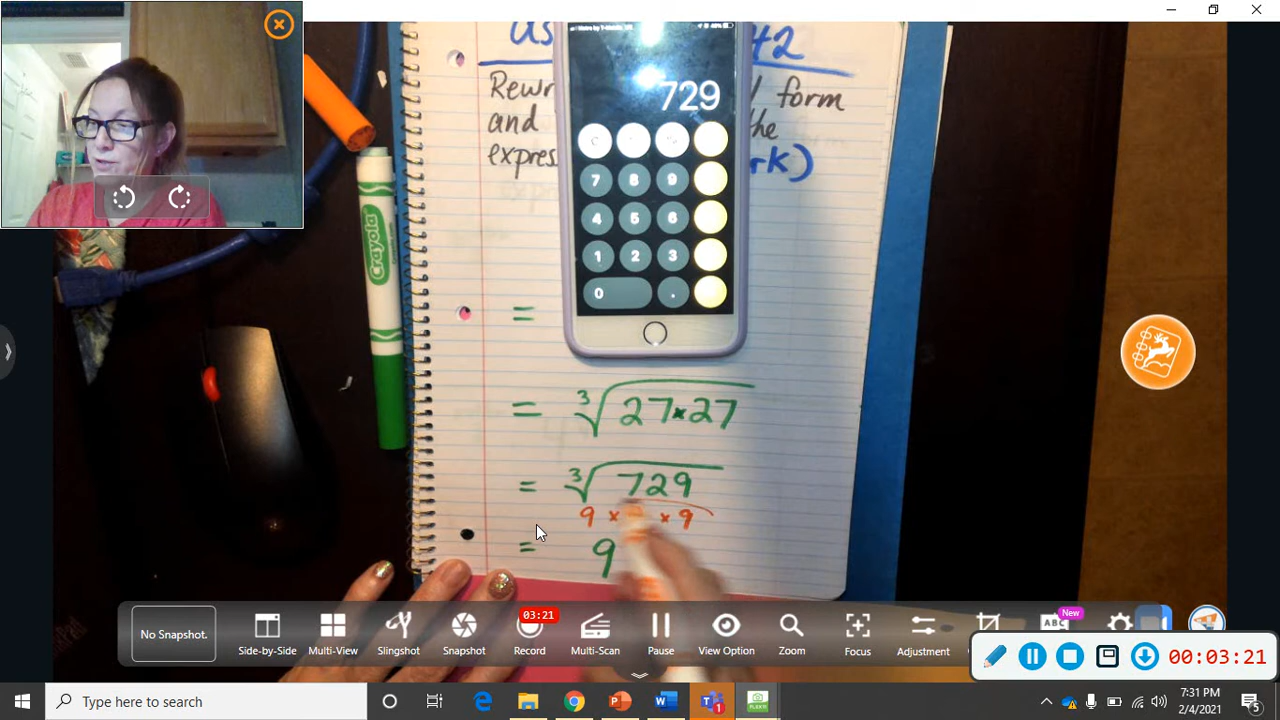 #2
Rewr form
and the
expres rk)
729
7 8 9
4 5 6
1 2 3
0 .
Crayola
=
= ∛27×27
= ∛729
9 × × 9
= 9
No Snapshot.
Side-by-Side
Multi-View
Slingshot
Snapshot
03:21
Record
Multi-Scan
Pause
View Option
Zoom
Focus
Adjustment
New
ABC
00:03:21
Type here to search
7:31 PM
2/4/2021
5